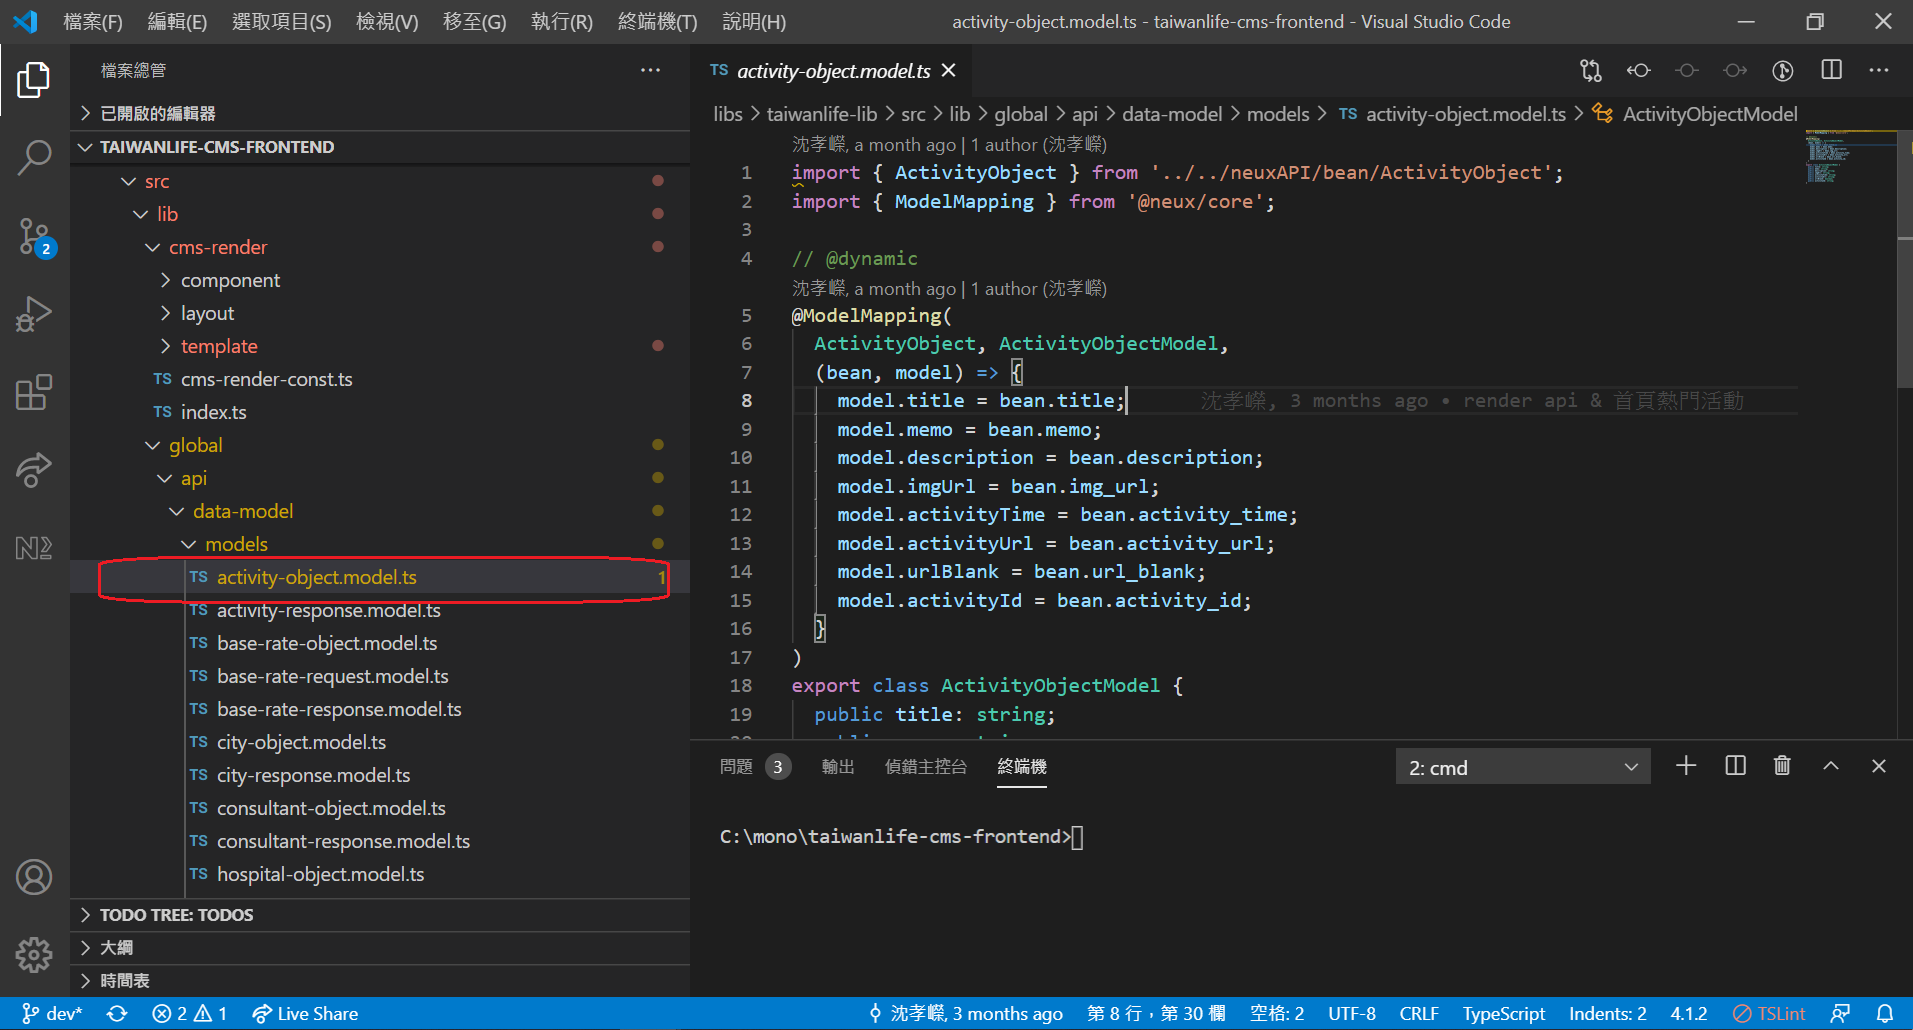 檔案(F) 編輯(E) 選取項目(S) 檢視(V) 移至(G) 執行(R) 終端機(T) 說明(H) activity-object.model.ts - taiwanlife-cms-frontend - Visual Studio Code
檔案總管
已開啟的編輯器
TAIWANLIFE-CMS-FRONTEND
src
lib
cms-render
component
layout
template
TS cms-render-const.ts
TS index.ts
global
api
data-model
models
TS activity-object.model.ts 1
TS activity-response.model.ts
TS base-rate-object.model.ts
TS base-rate-request.model.ts
TS base-rate-response.model.ts
TS city-object.model.ts
TS city-response.model.ts
TS consultant-object.model.ts
TS consultant-response.model.ts
TS hospital-object.model.ts
TODO TREE: TODOS
大綱
時間表
2
TS activity-object.model.ts
libs > taiwanlife-lib > src > lib > global > api > data-model > models > TS activity-object.model.ts > ActivityObjectModel
沈孝嶸, a month ago | 1 author (沈孝嶸)
1 import { ActivityObject } from '../../neuxAPI/bean/ActivityObject';
2 import { ModelMapping } from '@neux/core';
3
4 // @dynamic
沈孝嶸, a month ago | 1 author (沈孝嶸)
5 @ModelMapping(
6 ActivityObject, ActivityObjectModel,
7 (bean, model) => {
8 model.title = bean.title; 沈孝嶸, 3 months ago • render api & 首頁熱門活動
9 model.memo = bean.memo;
10 model.description = bean.description;
11 model.imgUrl = bean.img_url;
12 model.activityTime = bean.activity_time;
13 model.activityUrl = bean.activity_url;
14 model.urlBlank = bean.url_blank;
15 model.activityId = bean.activity_id;
16 }
17 )
18 export class ActivityObjectModel {
19 public title: string;
問題 3 輸出 偵錯主控台 終端機 2: cmd
C:\mono\taiwanlife-cms-frontend>
dev* 2 1 Live Share 沈孝嶸, 3 months ago 第 8 行，第 30 欄 空格: 2 UTF-8 CRLF TypeScript Indents: 2 4.1.2 TSLint